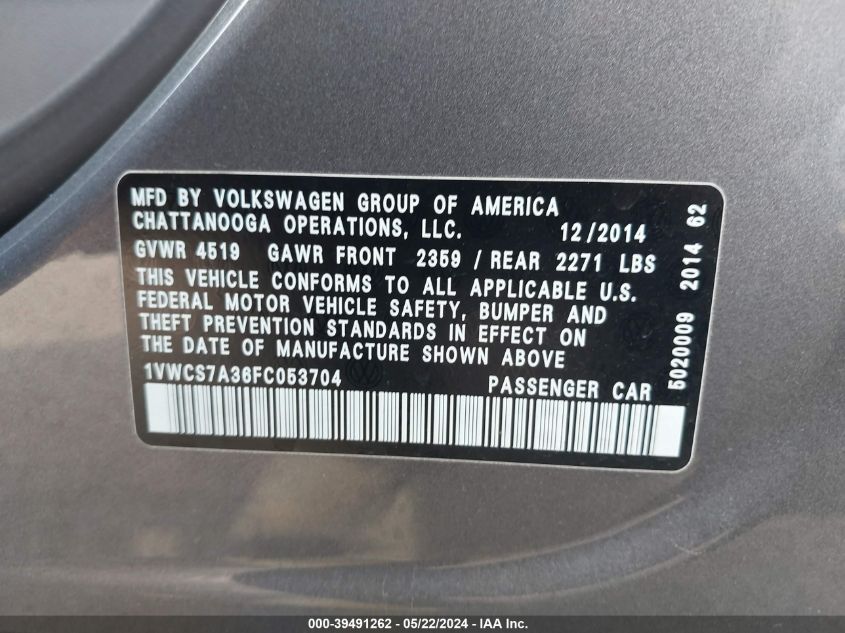 MFD BY VOLKSWAGEN GROUP OF AMERICA
CHATTANOOGA OPERATIONS, LLC. 12/2014
GVWR 4519 GAWR FRONT 2359 / REAR 2271 LBS
THIS VEHICLE CONFORMS TO ALL APPLICABLE U.S.
FEDERAL MOTOR VEHICLE SAFETY, BUMPER AND
THEFT PREVENTION STANDARDS IN EFFECT ON
THE DATE OF MANUFACTURE SHOWN ABOVE
1VWCS7A36FC053704 PASSENGER CAR
5020009 2014 62
000-39491262 - 05/22/2024 - IAA Inc.